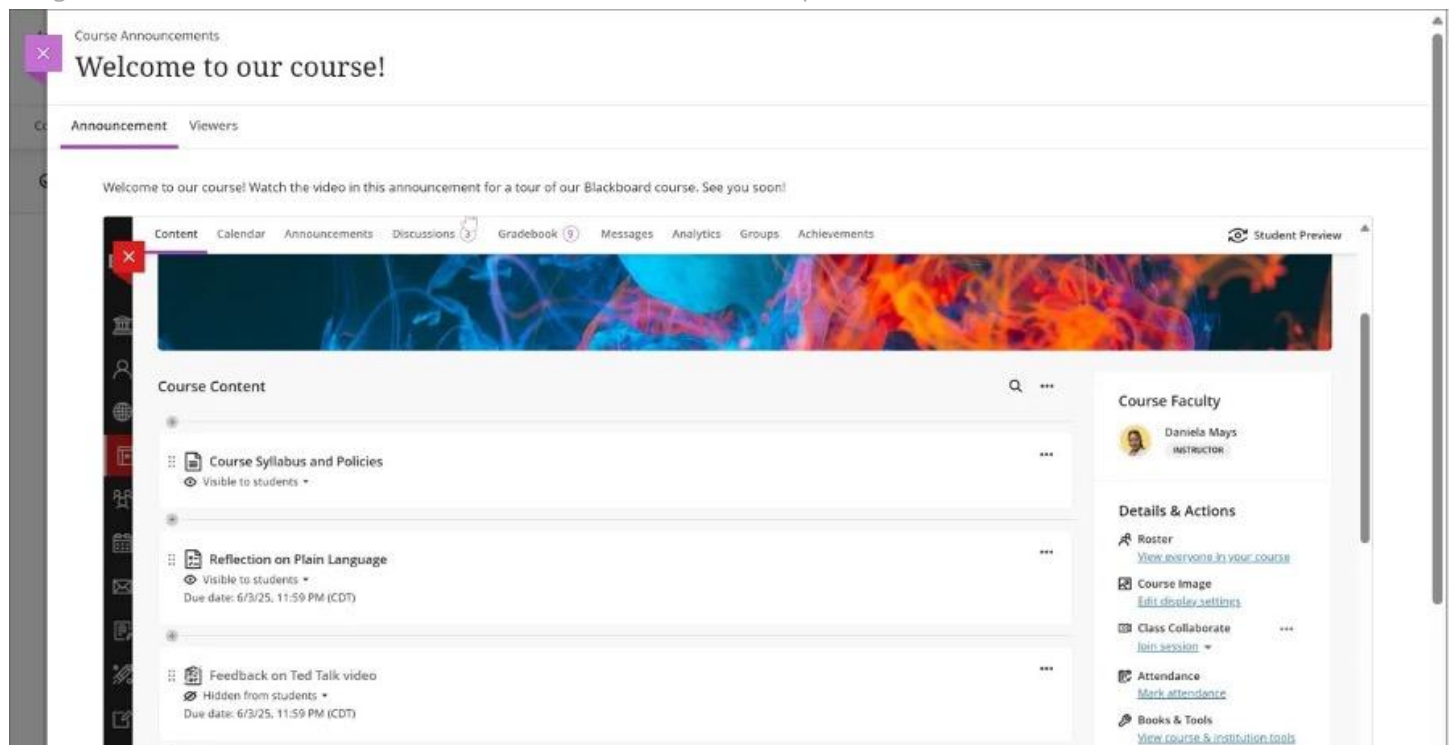 Course Announcements
Welcome to our course!
Announcement Viewers
Welcome to our course! Watch the video in this announcement for a tour of our Blackboard course. See you soon!
Content Calendar Announcements Discussions 3 Gradebook 9 Messages Analytics Groups Achievements Student Preview
Course Content
Course Syllabus and Policies
Visible to students
Reflection on Plain Language
Visible to students
Due date: 6/3/25, 11:59 PM (CDT)
Feedback on Ted Talk video
Hidden from students
Due date: 6/3/25, 11:59 PM (CDT)
Course Faculty
Daniela Mays
INSTRUCTOR
Details & Actions
Roster
View everyone in your course
Course Image
Edit display settings
Class Collaborate
Join session
Attendance
Mark attendance
Books & Tools
View course & institution tools